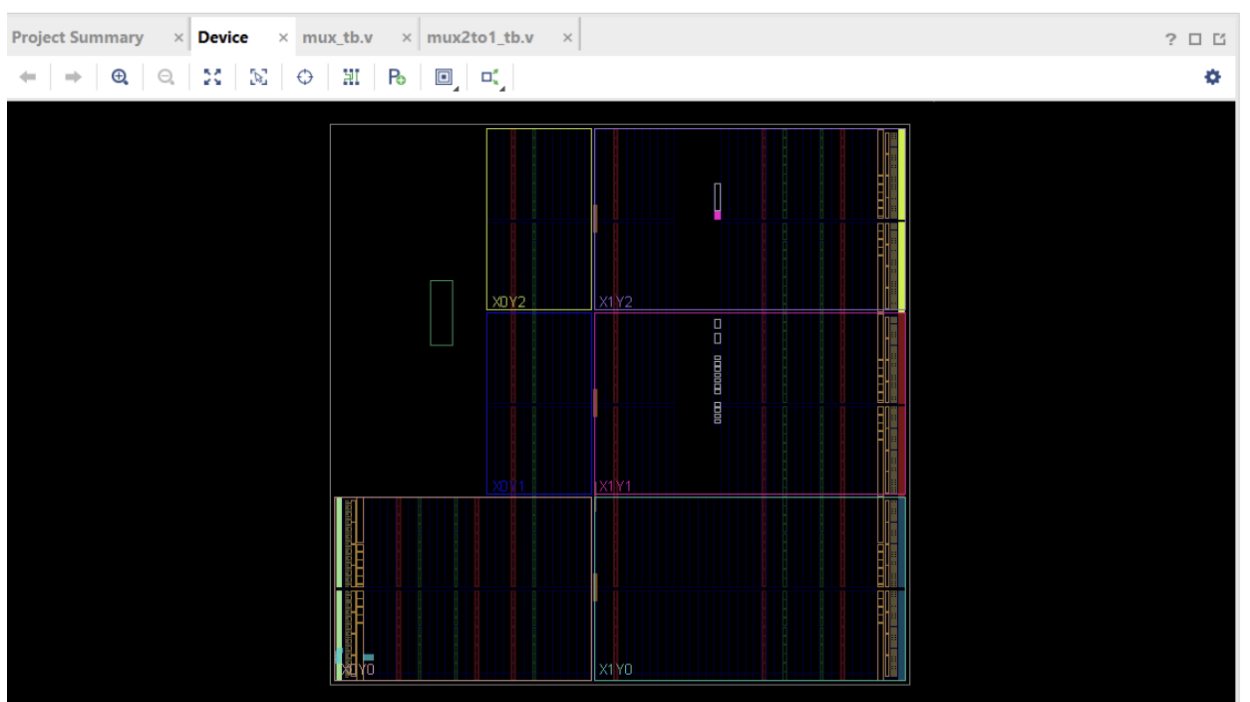 Project Summary × Device × mux_tb.v × mux2to1_tb.v × ?
X0Y2 X1Y2
X0Y1 X1Y1
X0Y0 X1Y0